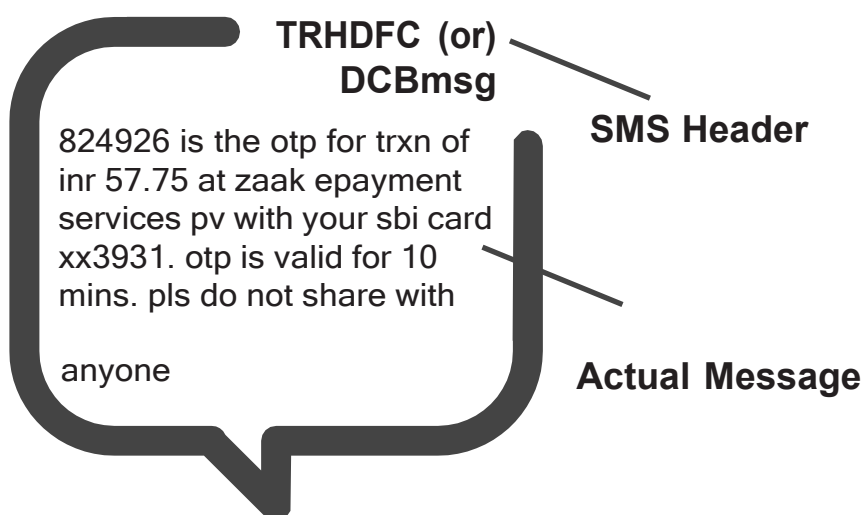 TRHDFC (or)
DCBmsg
SMS Header
824926 is the otp for trxn of
inr 57.75 at zaak epayment
services pv with your sbi card
xx3931. otp is valid for 10
mins. pls do not share with
anyone
Actual Message